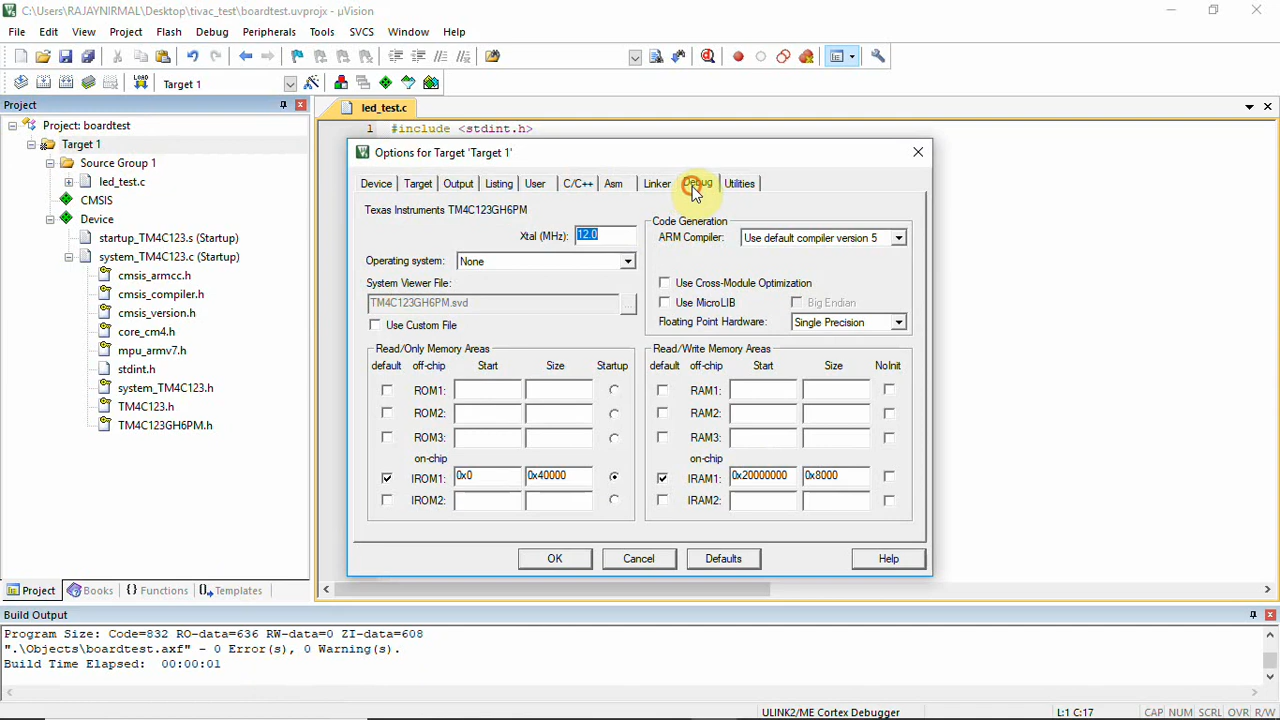 C:\Users\RAJAYNIRMAL\Desktop\tivac_test\boardtest.uvprojx - µVision
File Edit View Project Flash Debug Peripherals Tools SVCS Window Help
LOAD Target 1
Project
led_test.c
Project: boardtest
Target 1
Source Group 1
led_test.c
CMSIS
Device
startup_TM4C123.s (Startup)
system_TM4C123.c (Startup)
cmsis_armcc.h
cmsis_compiler.h
cmsis_version.h
core_cm4.h
mpu_armv7.h
stdint.h
system_TM4C123.h
TM4C123.h
TM4C123GH6PM.h
1 #include <stdint.h>
Options for Target 'Target 1'
Device Target Output Listing User C/C++ Asm Linker Debug Utilities
Texas Instruments TM4C123GH6PM
Xtal (MHz): 12.0
Operating system: None
System Viewer File:
TM4C123GH6PM.svd ...
Use Custom File
Code Generation
ARM Compiler: Use default compiler version 5
Use Cross-Module Optimization
Use MicroLIB Big Endian
Floating Point Hardware: Single Precision
Read/Only Memory Areas
default off-chip Start Size Startup
ROM1:
ROM2:
ROM3:
on-chip
IROM1: 0x0 0x40000
IROM2:
Read/Write Memory Areas
default off-chip Start Size NoInit
RAM1:
RAM2:
RAM3:
on-chip
IRAM1: 0x20000000 0x8000
IRAM2:
OK Cancel Defaults Help
Project Books {} Functions Templates
Build Output
Program Size: Code=832 RO-data=636 RW-data=0 ZI-data=608
".\Objects\boardtest.axf" - 0 Error(s), 0 Warning(s).
Build Time Elapsed: 00:00:01
ULINK2/ME Cortex Debugger L:1 C:17 CAP NUM SCRL OVR R/W